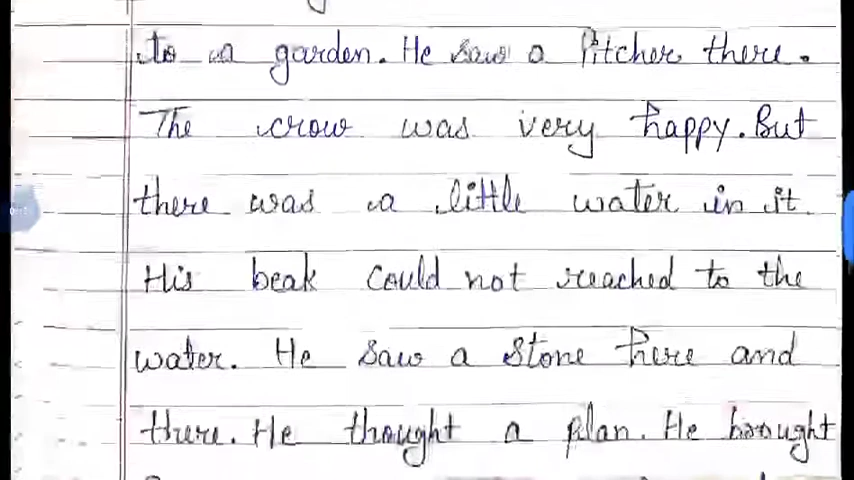 to a garden. He saw a Pitcher there.
The crow was very happy. But
there was a little water in it.
His beak could not reached to the
water. He saw a stone here and
there. He thought a plan. He brought